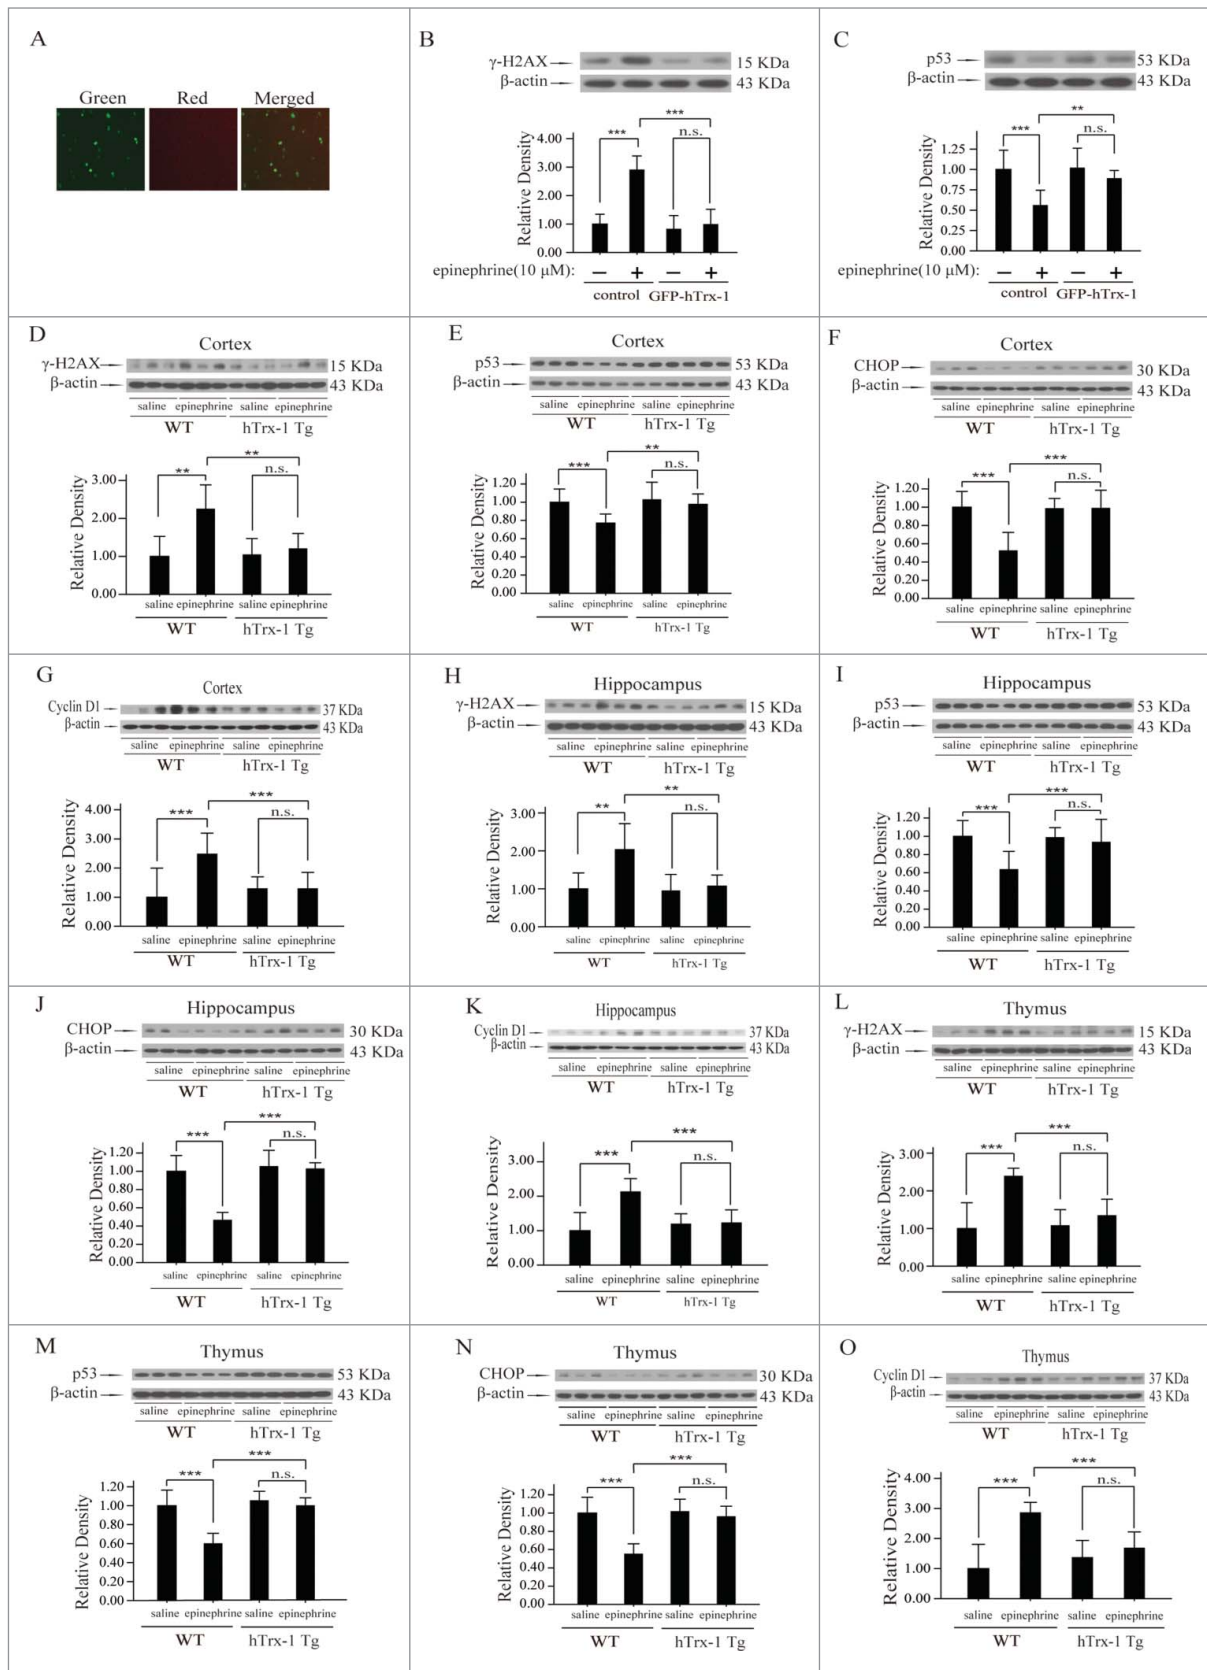 A
Green Red Merged
B
γ-H2AX 15 KDa
β-actin 43 KDa
Relative Density
4.00
3.00
2.00
1.00
0.00
*** *** n.s.
epinephrine(10 μM): − + − +
control GFP-hTrx-1
C
p53 53 KDa
β-actin 43 KDa
Relative Density
1.25
1.00
0.75
0.50
0.25
0.00
*** ** n.s.
epinephrine(10 μM): − + − +
control GFP-hTrx-1
D
Cortex
γ-H2AX 15 KDa
β-actin 43 KDa
saline epinephrine saline epinephrine
WT hTrx-1 Tg
Relative Density
3.00
2.00
1.00
0.00
** ** n.s.
saline epinephrine saline epinephrine
WT hTrx-1 Tg
E
Cortex
p53 53 KDa
β-actin 43 KDa
saline epinephrine saline epinephrine
WT hTrx-1 Tg
Relative Density
1.20
1.00
0.80
0.60
0.40
0.20
0.00
*** ** n.s.
saline epinephrine saline epinephrine
WT hTrx-1 Tg
F
Cortex
CHOP 30 KDa
β-actin 43 KDa
saline epinephrine saline epinephrine
WT hTrx-1 Tg
Relative Density
1.20
1.00
0.80
0.60
0.40
0.20
0.00
*** *** n.s.
saline epinephrine saline epinephrine
WT hTrx-1 Tg
G
Cortex
Cyclin D1 37 KDa
β-actin 43 KDa
saline epinephrine saline epinephrine
WT hTrx-1 Tg
Relative Density
4.00
3.00
2.00
1.00
0.00
*** *** n.s.
saline epinephrine saline epinephrine
WT hTrx-1 Tg
H
Hippocampus
γ-H2AX 15 KDa
β-actin 43 KDa
saline epinephrine saline epinephrine
WT hTrx-1 Tg
Relative Density
3.00
2.00
1.00
0.00
** ** n.s.
saline epinephrine saline epinephrine
WT hTrx-1 Tg
I
Hippocampus
p53 53 KDa
β-actin 43 KDa
saline epinephrine saline epinephrine
WT hTrx-1 Tg
Relative Density
1.20
1.00
0.80
0.60
0.40
0.20
0.00
*** *** n.s.
saline epinephrine saline epinephrine
WT hTrx-1 Tg
J
Hippocampus
CHOP 30 KDa
β-actin 43 KDa
saline epinephrine saline epinephrine
WT hTrx-1 Tg
Relative Density
1.20
1.00
0.80
0.60
0.40
0.20
0.00
*** *** n.s.
saline epinephrine saline epinephrine
WT hTrx-1 Tg
K
Hippocampus
Cyclin D1 37 KDa
β-actin 43 KDa
saline epinephrine saline epinephrine
WT hTrx-1 Tg
Relative Density
3.00
2.00
1.00
0.00
*** *** n.s.
saline epinephrine saline epinephrine
WT hTrx-1 Tg
L
Thymus
γ-H2AX 15 KDa
β-actin 43 KDa
saline epinephrine saline epinephrine
WT hTrx-1 Tg
Relative Density
3.00
2.00
1.00
0.00
*** *** n.s.
saline epinephrine saline epinephrine
WT hTrx-1 Tg
M
Thymus
p53 53 KDa
β-actin 43 KDa
saline epinephrine saline epinephrine
WT hTrx-1 Tg
Relative Density
1.20
1.00
0.80
0.60
0.40
0.20
0.00
*** *** n.s.
saline epinephrine saline epinephrine
WT hTrx-1 Tg
N
Thymus
CHOP 30 KDa
β-actin 43 KDa
saline epinephrine saline epinephrine
WT hTrx-1 Tg
Relative Density
1.20
1.00
0.80
0.60
0.40
0.20
0.00
*** *** n.s.
saline epinephrine saline epinephrine
WT hTrx-1 Tg
O
Thymus
Cyclin D1 37 KDa
β-actin 43 KDa
saline epinephrine saline epinephrine
WT hTrx-1 Tg
Relative Density
4.00
3.00
2.00
1.00
0.00
*** *** n.s.
saline epinephrine saline epinephrine
WT hTrx-1 Tg